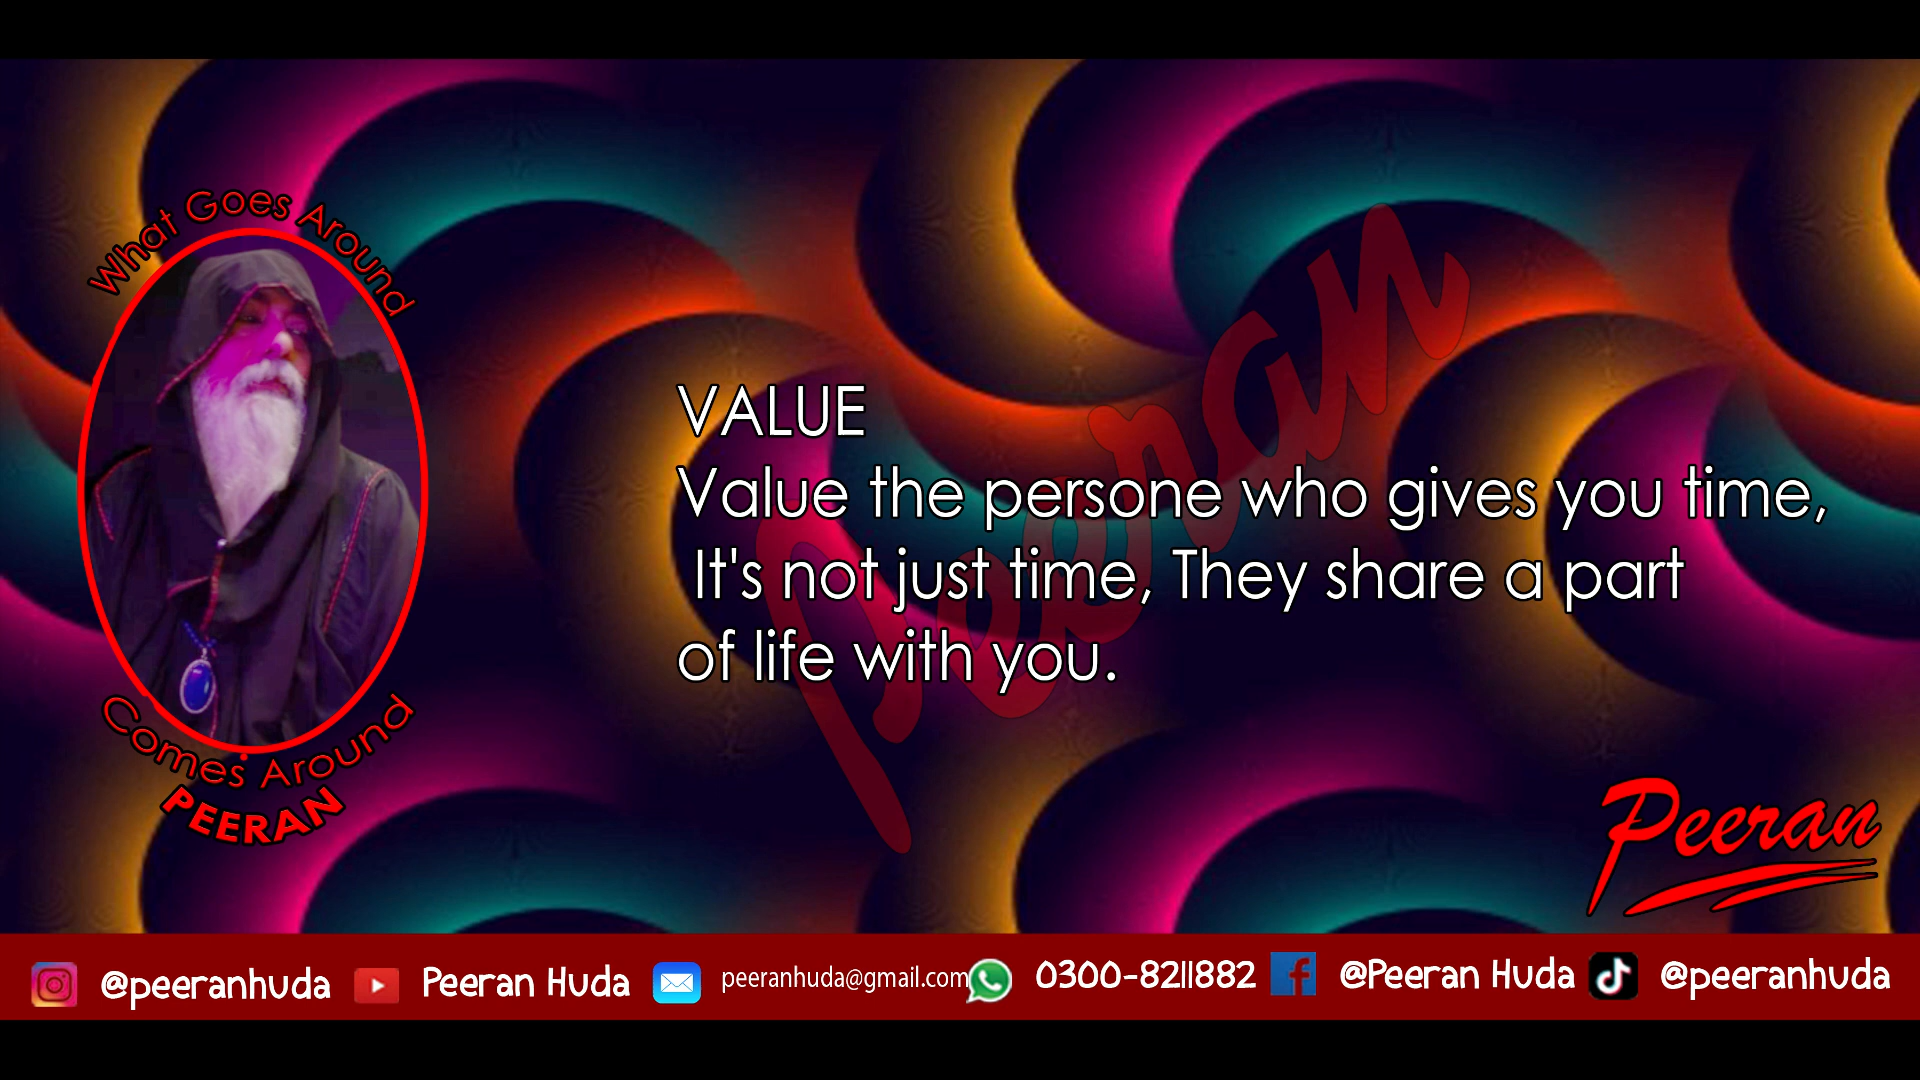 What Goes Around
Comes Around
PEERAN
VALUE
Value the persone who gives you time,
It's not just time, They share a part
of life with you.
Peeran
Peeran
@peeranhuda
Peeran Huda
peeranhuda@gmail.com
0300-8211882
@Peeran Huda
@peeranhuda